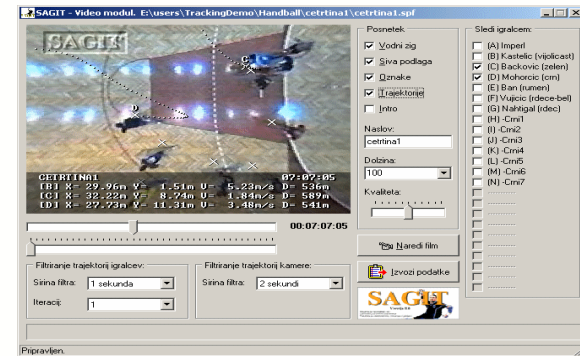 SAGIT - Video modul. E:\users\TrackingDemo\Handball\cetrtina1\cetrtina1.spf
SAGIT
C
D
CETRTINA1 07:07:05
[B] X= 29.96m Y= 1.51m V= 5.23m/s D= 536m
[C] X= 32.22m Y= 8.74m V= 1.84m/s D= 589m
[D] X= 27.73m Y= 11.31m V= 3.48m/s D= 541m
00:07:07:05
Filtriranje trajektorij igralcev:
Sirina filtra: 1 sekunda
Iteracij: 1
Filtriranje trajektorij kamere:
Sirina filtra: 2 sekundi
Posnetek
Vodni zig
Siva podlaga
Oznake
Trajektorije
Intro
Naslov:
cetrtina1
Dolzina:
100
Kvaliteta:
Naredi film
Izvozi podatke
SAGIT
Sledi igralcem:
(A) Imperl
(B) Kastelic (vijolicast)
(C) Backovic (zelen)
(D) Mohorcic (crn)
(E) Ban (rumen)
(F) Vujicic (rdece-bel)
(G) Nahtigal (rdec)
(H) -Crni1
(I) -Crni2
(J) -Crni3
(K) -Crni4
(L) -Crni5
(M) -Crni6
(N) -Crni7
Pripravljen.